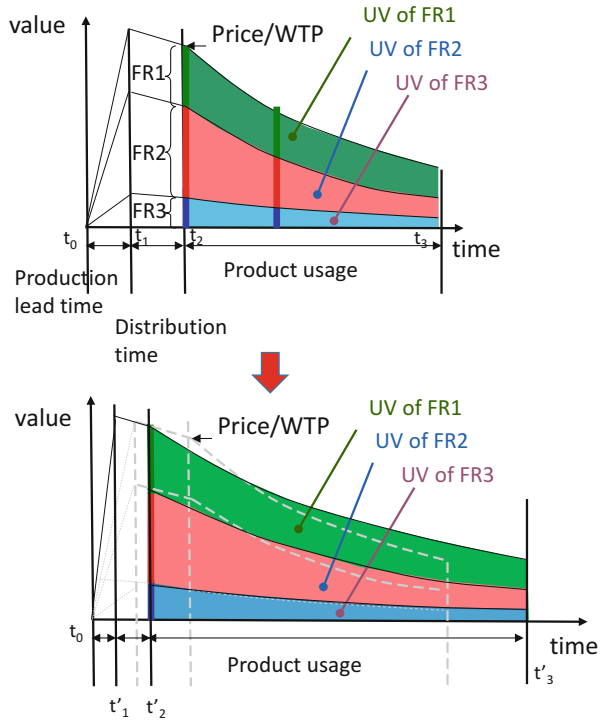 value
Price/WTP
UV of FR1
UV of FR2
UV of FR3
FR1
FR2
FR3
t0
t1
t2
t3
time
Production
lead time
Product usage
Distribution
time
value
Price/WTP
UV of FR1
UV of FR2
UV of FR3
t0
time
Product usage
t'1
t'2
t'3